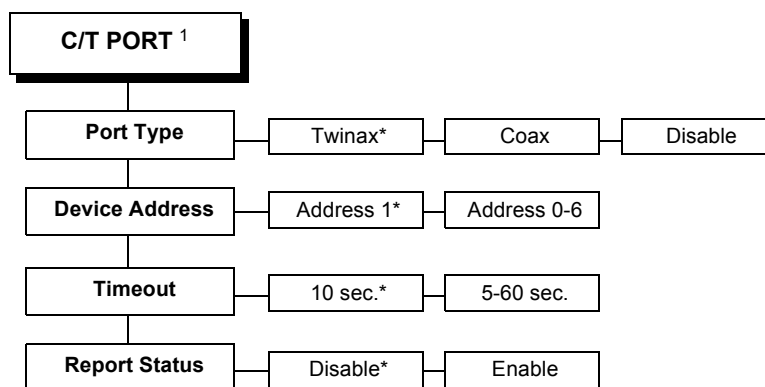 C/T PORT 1
Port Type Twinax* Coax Disable
Device Address Address 1* Address 0-6
Timeout 10 sec.* 5-60 sec.
Report Status Disable* Enable